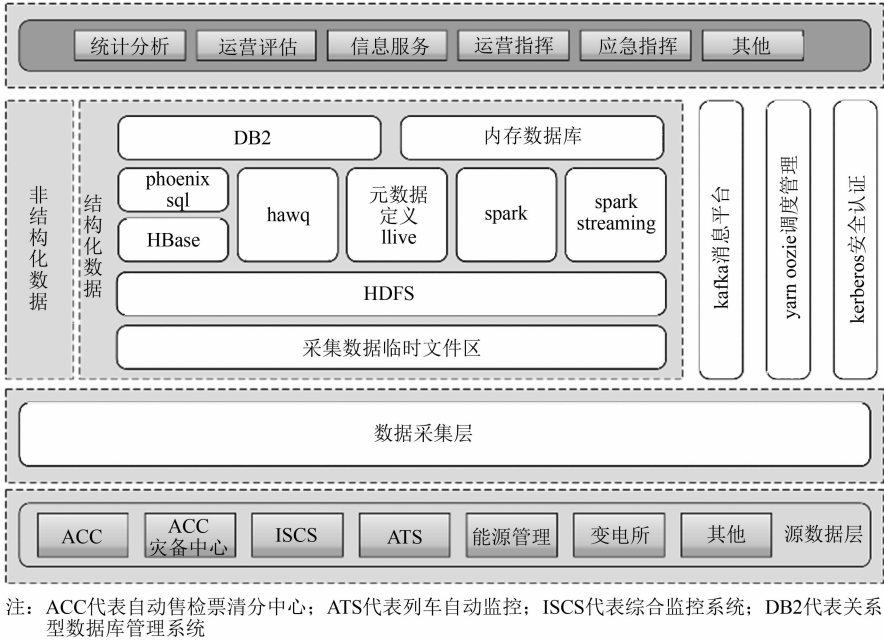 统计分析
运营评估
信息服务
运营指挥
应急指挥
其他
非结构化数据
结构化数据
DB2
内存数据库
phoenix
sql
HBase
hawq
元数据
定义
llive
spark
spark
streaming
HDFS
采集数据临时文件区
kafka消息平台
yarn oozie调度管理
kerberos安全认证
数据采集层
ACC
ACC
灾备中心
ISCS
ATS
能源管理
变电所
其他
源数据层
注：ACC代表自动售检票清分中心；ATS代表列车自动监控；ISCS代表综合监控系统；DB2代表关系
型数据库管理系统